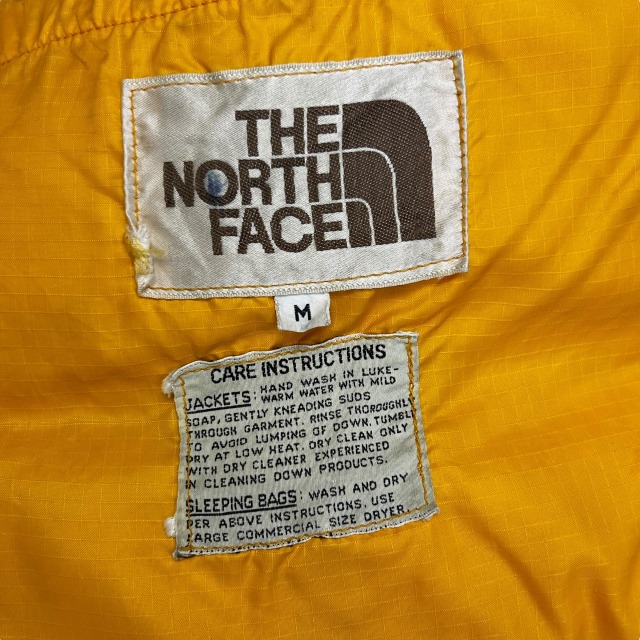 THE
NORTH
FACE
M
CARE INSTRUCTIONS
JACKETS: HAND WASH IN LUKE-
WARM WATER WITH MILD
SOAP, GENTLY KNEADING SUDS
THROUGH GARMENT. RINSE THOROUGHL
TO AVOID LUMPING OF DOWN, TUMBL
DRY AT LOW HEAT. DRY CLEAN ONLY
WITH DRY CLEANER EXPERIENCED
IN CLEANING DOWN PRODUCTS.
SLEEPING BAGS: WASH AND DRY
PER ABOVE INSTRUCTIONS, USE
LARGE COMMERCIAL SIZE DRYER.